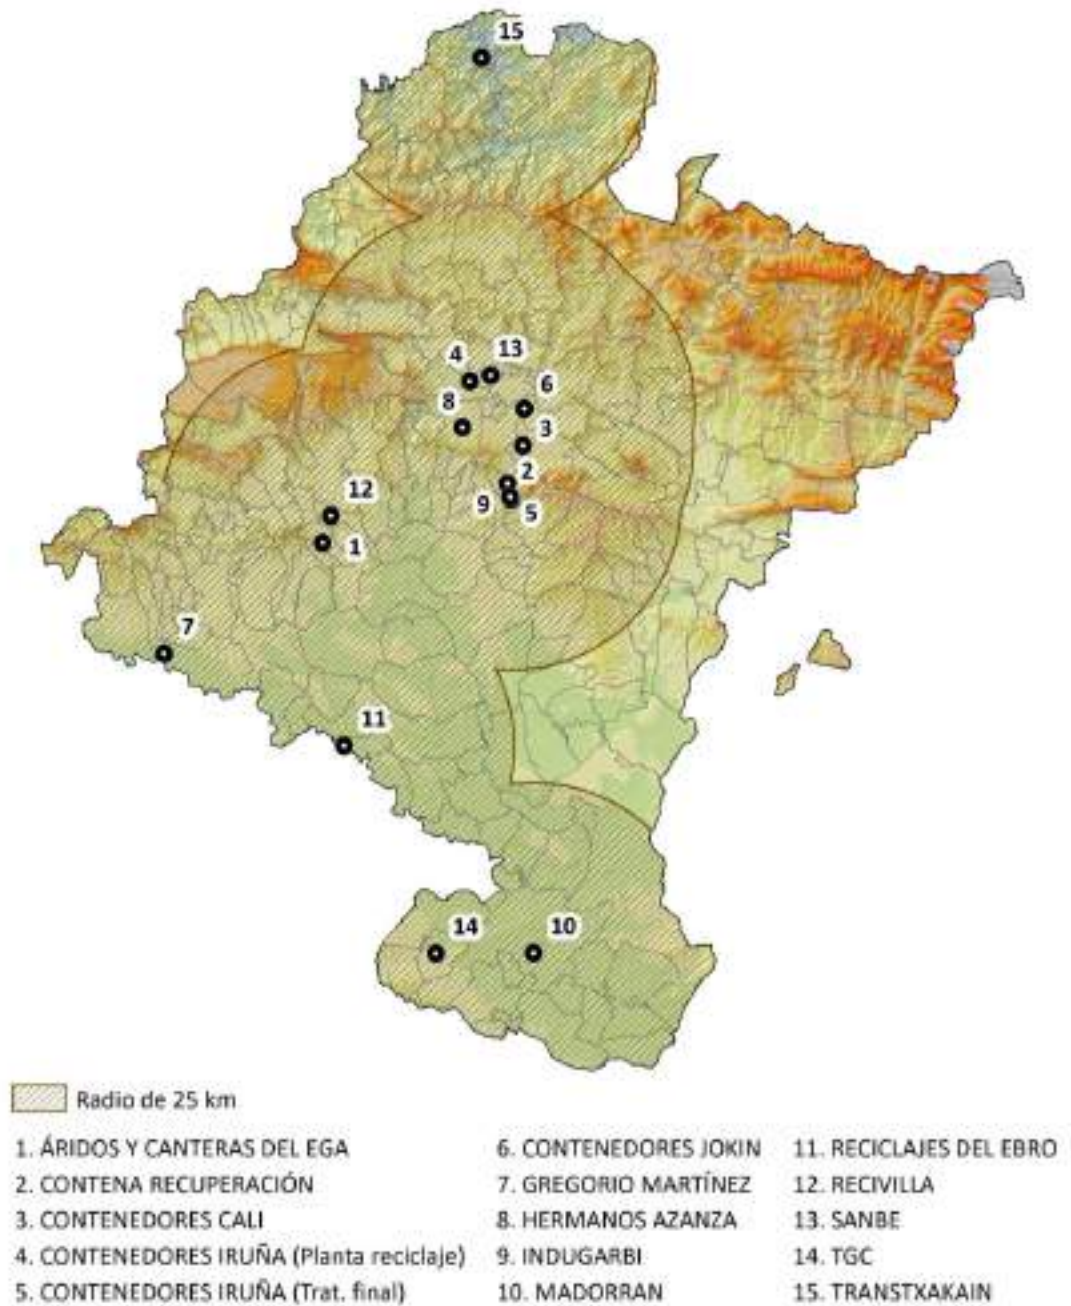 15
4
13
6
8
3
2
12
9
5
1
7
11
14
10
Radio de 25 km
1. ÁRIDOS Y CANTERAS DEL EGA
2. CONTENA RECUPERACIÓN
3. CONTENEDORES CALI
4. CONTENEDORES IRUÑA (Planta reciclaje)
5. CONTENEDORES IRUÑA (Trat. final)
6. CONTENEDORES JOKIN
7. GREGORIO MARTÍNEZ
8. HERMANOS AZANZA
9. INDUGARBI
10. MADORRAN
11. RECICLAJES DEL EBRO
12. RECIVILLA
13. SANBE
14. TGC
15. TRANSTXAKAIN